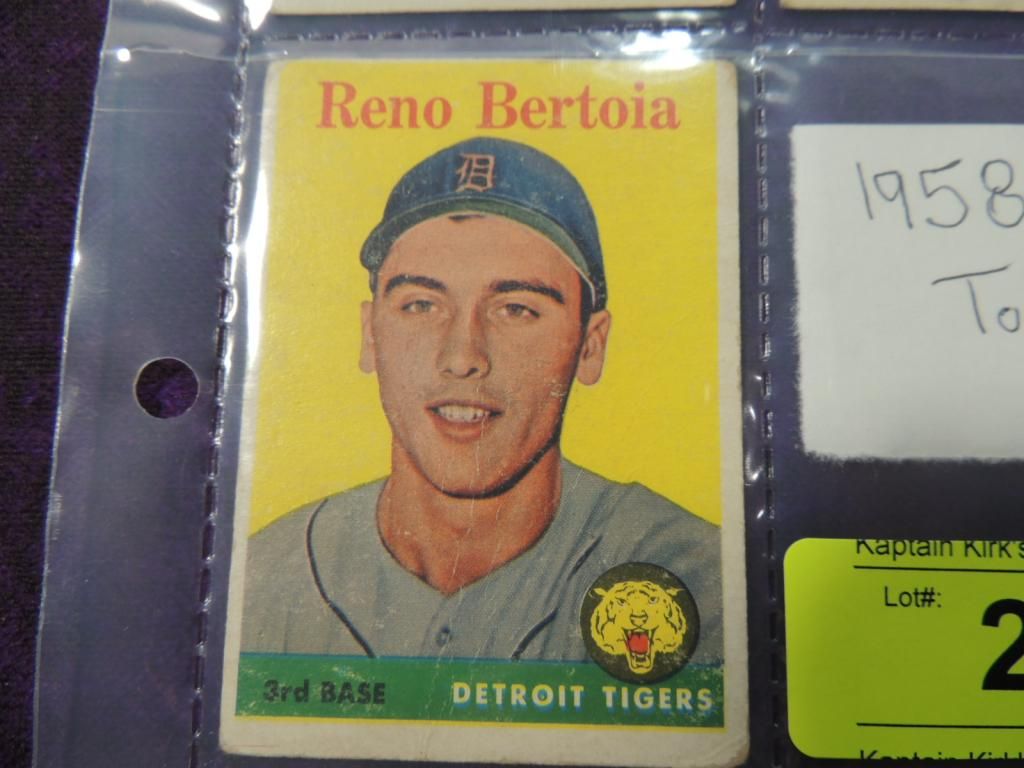 Reno Bertoia
D
3rd BASE
DETROIT TIGERS
1958
To
Kaptain Kirk's
Lot#:
2